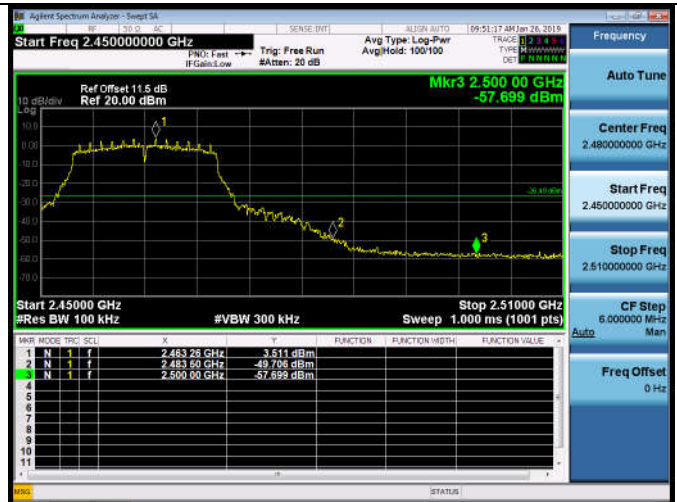 Agilent Spectrum Analyzer - Swept SA
RF 50 Ω AC SENSE:INT ALIGN AUTO 09:51:17 AM Jan 26, 2019
Start Freq 2.450000000 GHz
PNO: Fast
IFGain:Low
Trig: Free Run
#Atten: 20 dB
Avg Type: Log-Pwr
Avg|Hold: 100/100
TRACE 1 2 3 4 5 6
TYPE
DET P N N N N N
Frequency
Auto Tune
Center Freq
2.480000000 GHz
Start Freq
2.450000000 GHz
Stop Freq
2.510000000 GHz
CF Step
6.000000 MHz
Auto Man
Freq Offset
0 Hz
Mkr3 2.500 00 GHz
-57.699 dBm
Ref Offset 11.5 dB
Ref 20.00 dBm
10 dB/div
Log
10.0
0.00
-10.0
-20.0
-30.0
-40.0
-50.0
-60.0
-70.0
1
2
3
Start 2.45000 GHz
Stop 2.51000 GHz
#Res BW 100 kHz
#VBW 300 kHz
Sweep 1.000 ms (1001 pts)
MKR MODE TRC SCL X Y FUNCTION FUNCTION WIDTH FUNCTION VALUE
1 N 1 f 2.463 26 GHz 3.511 dBm
2 N 1 f 2.483 50 GHz -49.706 dBm
3 N 1 f 2.500 00 GHz -57.699 dBm
4
5
6
7
8
9
10
11
MSG
STATUS